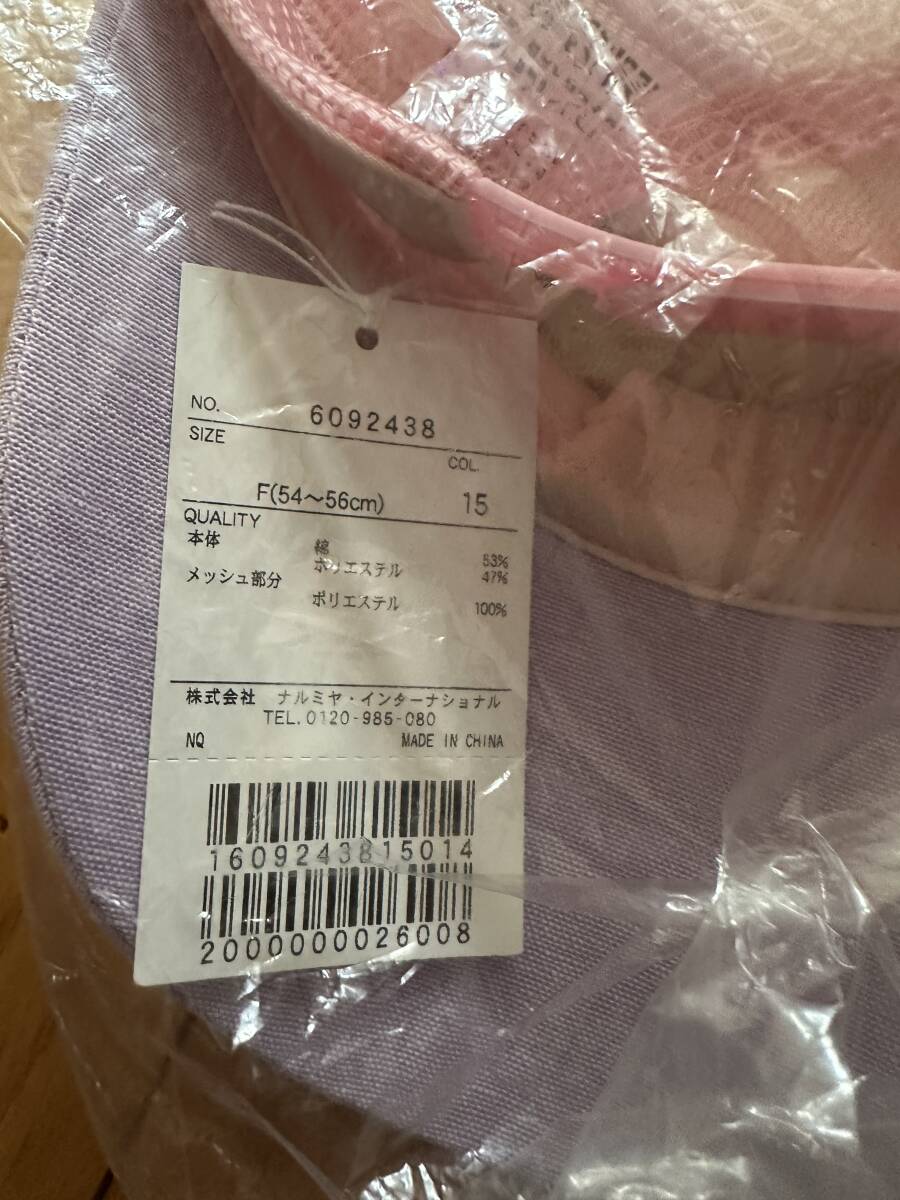 NO. 6092438
SIZE COL.
F(54～56cm) 15
QUALITY
本体 綿 53%
ポリエステル 47%
メッシュ部分
ポリエステル 100%
株式会社 ナルミヤ・インターナショナル
TEL. 0120-985-080
NQ MADE IN CHINA
1609243815014
2000000026008